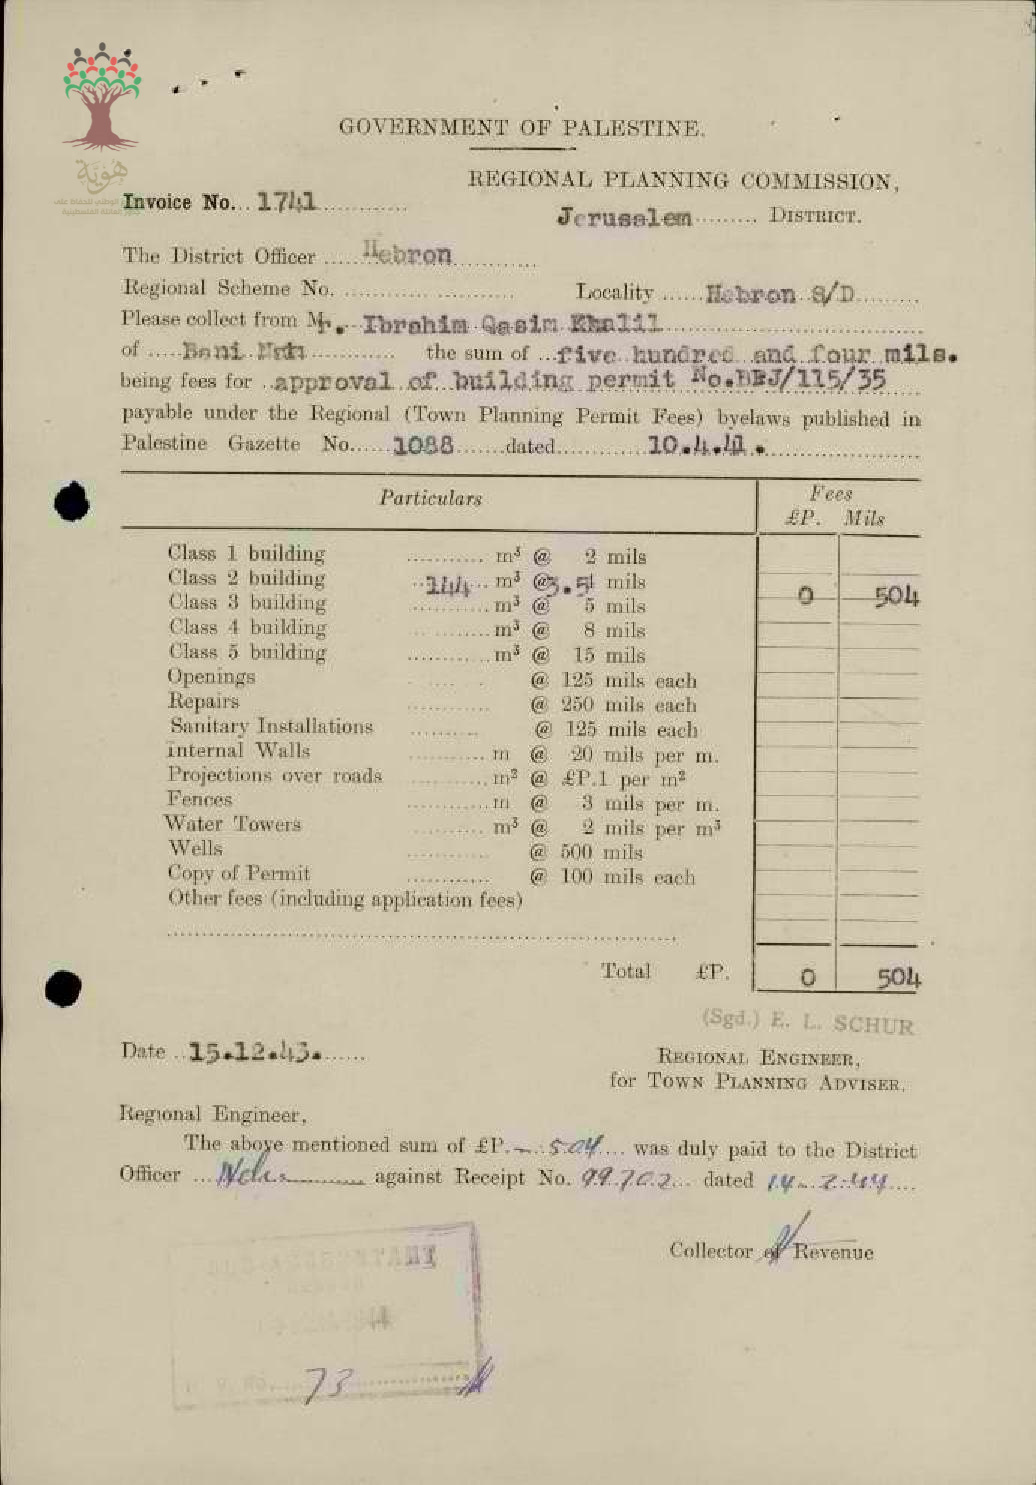 هوية
GOVERNMENT OF PALESTINE.
REGIONAL PLANNING COMMISSION,
Invoice No... 1741
Jerusalem ......... DISTRICT.
The District Officer ...... Hebron
Regional Scheme No. ........................ Locality ...... Hebron S/D
Please collect from Mr. Ibrahim Qasim Khalil
of ..... Bani ............ the sum of ... five hundred and four mils.
being fees for .. approval of building permit No.BBJ/115/35
payable under the Regional (Town Planning Permit Fees) byelaws published in
Palestine Gazette No...... 1088 ....... dated............. 10.4.41.
Particulars Fees
£P. Mils
Class 1 building ........... m³ @ 2 mils
Class 2 building .. 144 .. m³ @ 3.5 mils 0 504
Class 3 building ........... m³ @ 5 mils
Class 4 building ........... m³ @ 8 mils
Class 5 building ........... m³ @ 15 mils
Openings ........... @ 125 mils each
Repairs ........... @ 250 mils each
Sanitary Installations ........... @ 125 mils each
Internal Walls ........... m @ 20 mils per m.
Projections over roads ........... m² @ £P.1 per m²
Fences ........... m @ 3 mils per m.
Water Towers ........... m³ @ 2 mils per m³
Wells ........... @ 500 mils
Copy of Permit ........... @ 100 mils each
Other fees (including application fees)
Total £P. 0 504
(Sgd.) E. L. SCHUR
Date .. 15.12.43.
REGIONAL ENGINEER,
for TOWN PLANNING ADVISER.
Regional Engineer,
The above mentioned sum of £P. -.504 .... was duly paid to the District
Officer ... ......... against Receipt No. 99702 ... dated 14-2-44 ....
Collector of Revenue
73